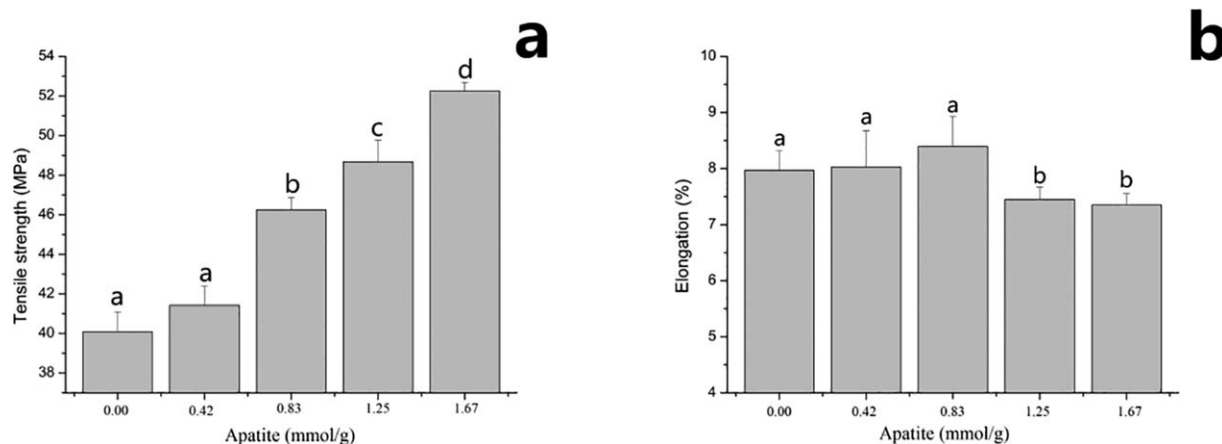 a
Tensile strength (MPa)
54
52
50
48
46
44
42
40
38
a
a
b
c
d
0.00 0.42 0.83 1.25 1.67
Apatite (mmol/g)
b
Elongation (%)
10
9
8
7
6
5
4
a
a
a
b
b
0.00 0.42 0.83 1.25 1.67
Apatite (mmol/g)